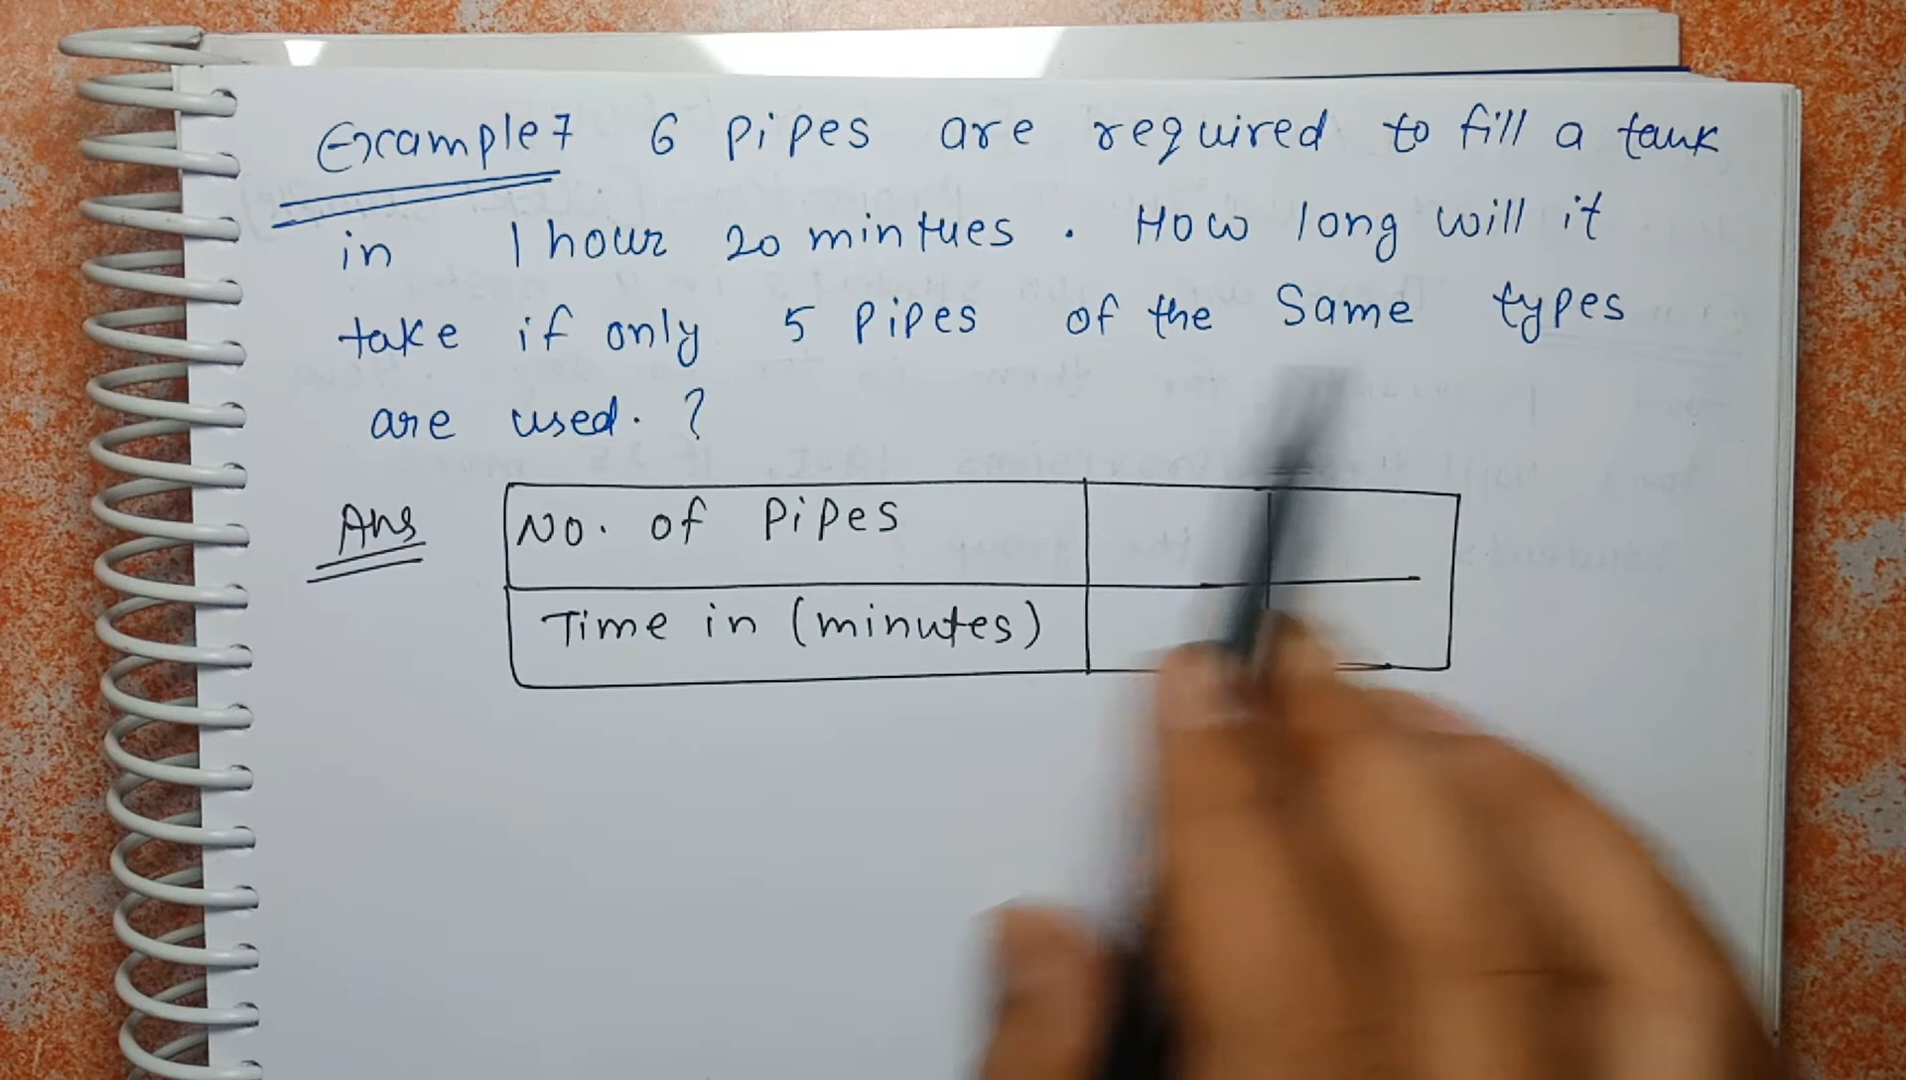 Example 7 6 pipes are required to fill a tank
in 1 hour 20 mintues. How long will it
take if only 5 pipes of the same types
are used. ?
Ans
No. of pipes
Time in (minutes)